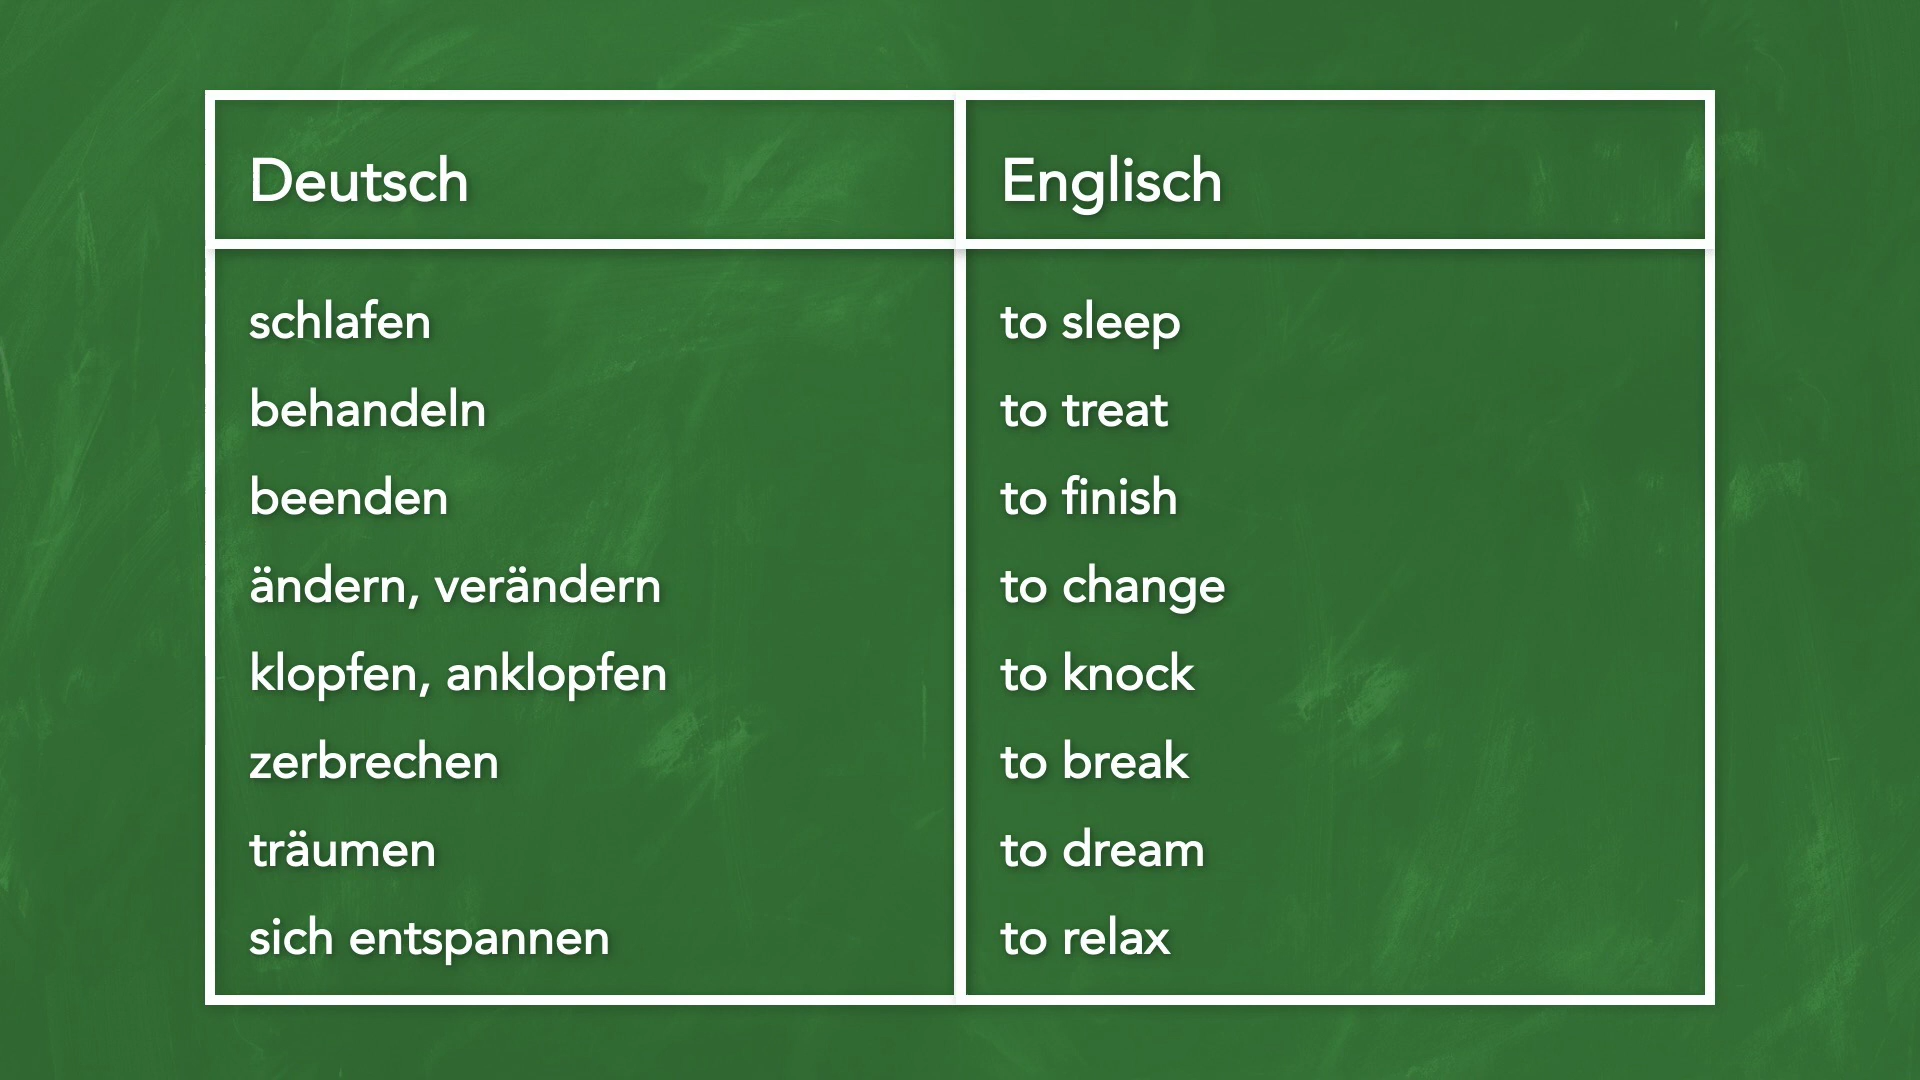 Deutsch Englisch
schlafen to sleep
behandeln to treat
beenden to finish
ändern, verändern to change
klopfen, anklopfen to knock
zerbrechen to break
träumen to dream
sich entspannen to relax